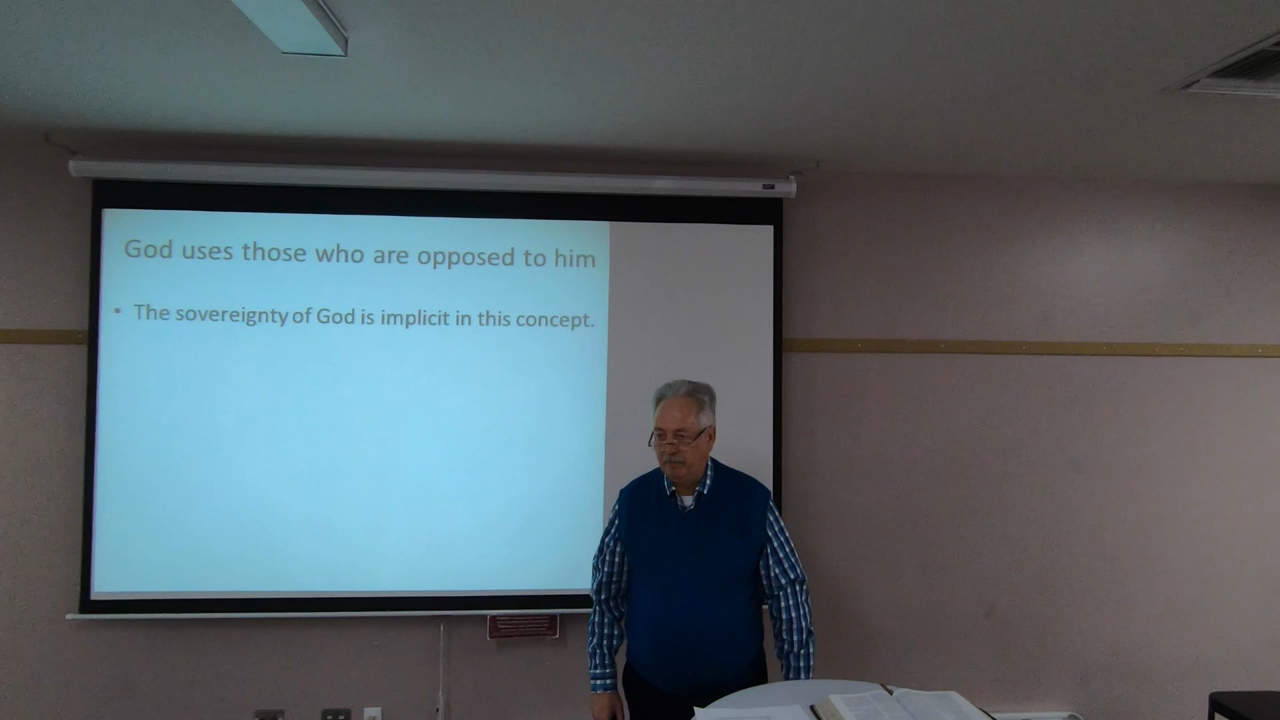 God uses those who are opposed to him
• The sovereignty of God is implicit in this concept.